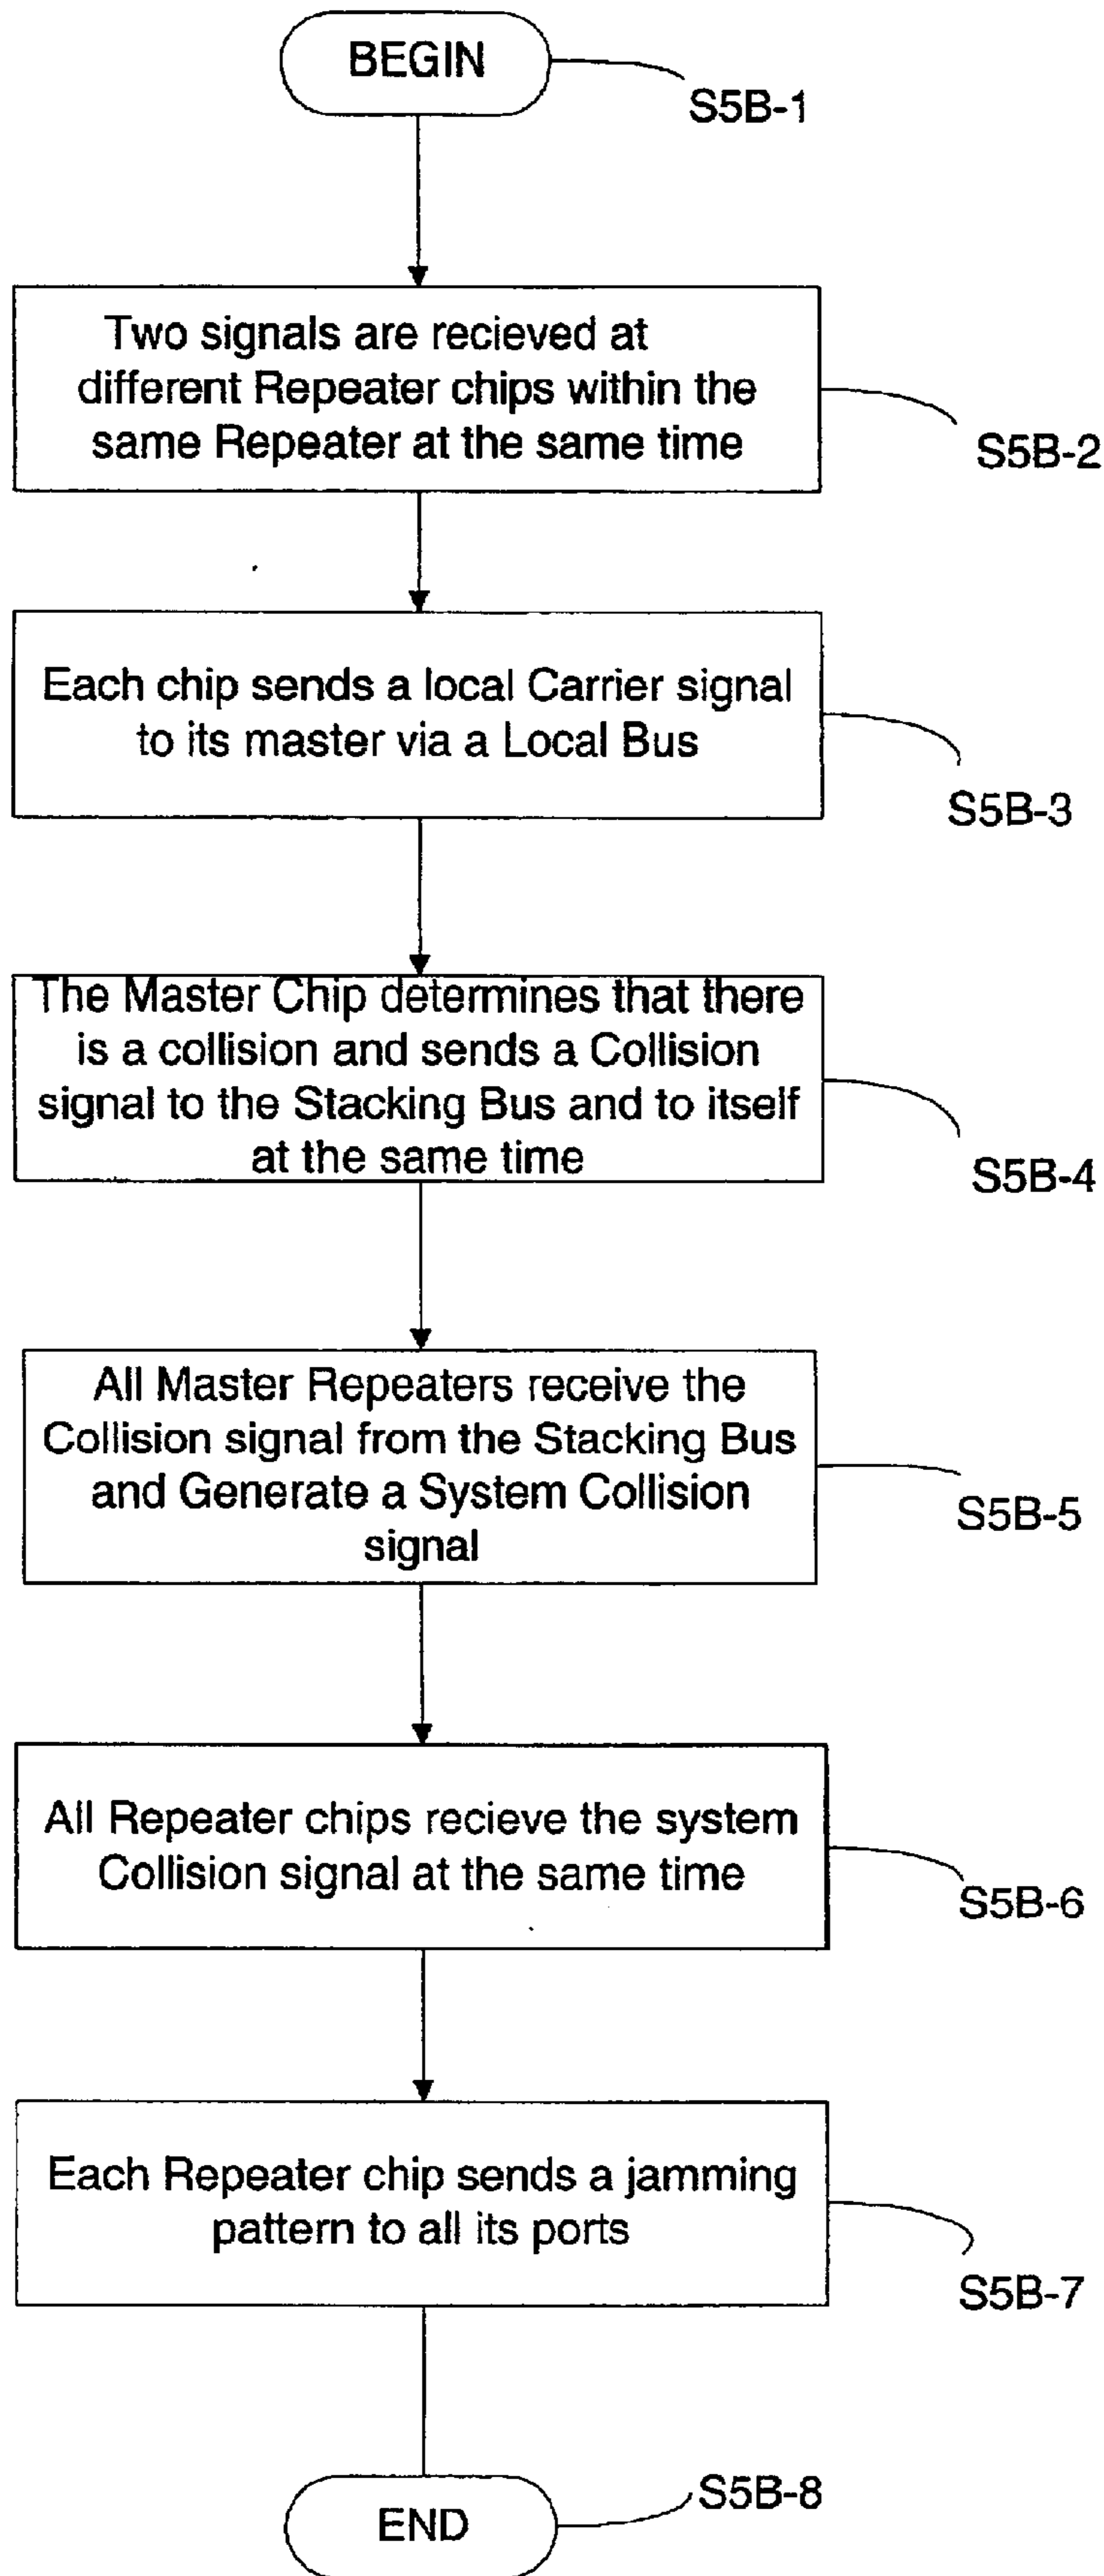 BEGIN
S5B-1
Two signals are recieved at
different Repeater chips within the
same Repeater at the same time
S5B-2
Each chip sends a local Carrier signal
to its master via a Local Bus
S5B-3
The Master Chip determines that there
is a collision and sends a Collision
signal to the Stacking Bus and to itself
at the same time
S5B-4
All Master Repeaters receive the
Collision signal from the Stacking Bus
and Generate a System Collision
signal
S5B-5
All Repeater chips recieve the system
Collision signal at the same time
S5B-6
Each Repeater chip sends a jamming
pattern to all its ports
S5B-7
END
S5B-8